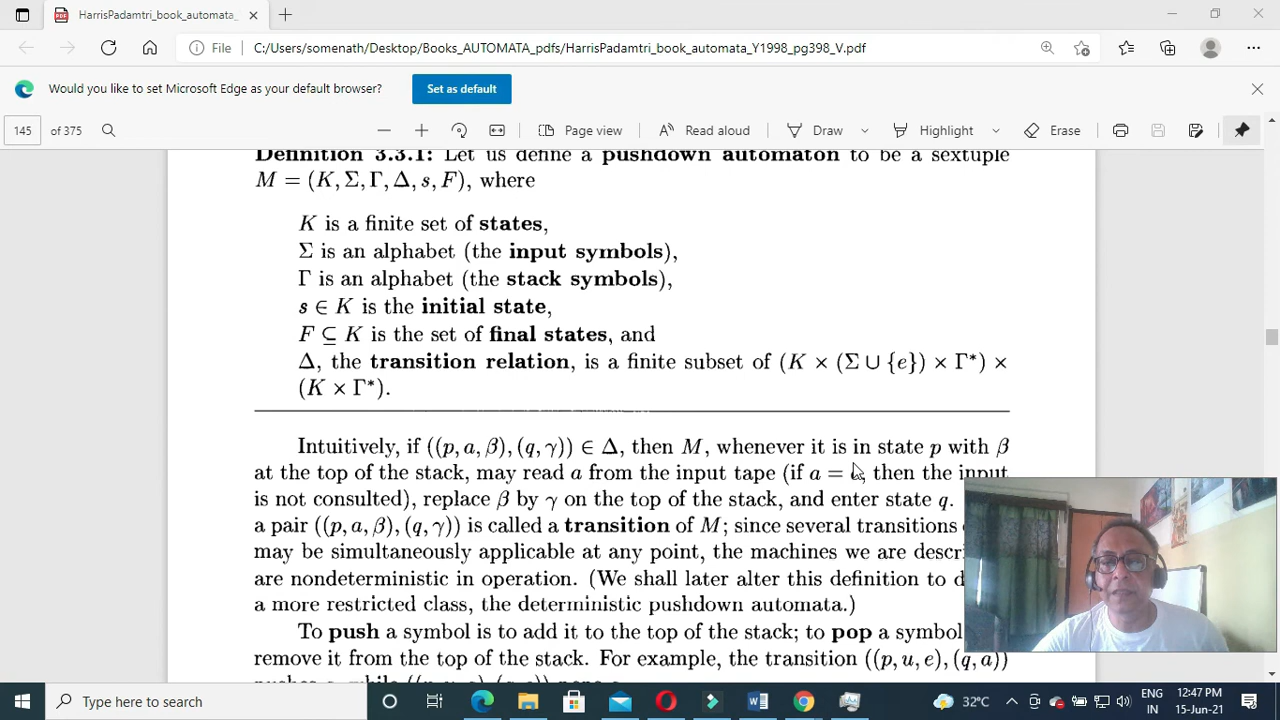 HarrisPadamtri_book_automata_
File C:/Users/somenath/Desktop/Books_AUTOMATA_pdfs/HarrisPadamtri_book_automata_Y1998_pg398_V.pdf
Would you like to set Microsoft Edge as your default browser? Set as default
145 of 375 Page view Read aloud Draw Highlight Erase
Definition 3.3.1: Let us define a pushdown automaton to be a sextuple
M = (K, Σ, Γ, Δ, s, F), where
K is a finite set of states,
Σ is an alphabet (the input symbols),
Γ is an alphabet (the stack symbols),
s ∈ K is the initial state,
F ⊆ K is the set of final states, and
Δ, the transition relation, is a finite subset of (K × (Σ ∪ {e}) × Γ*) ×
(K × Γ*).
Intuitively, if ((p, a, β), (q, γ)) ∈ Δ, then M, whenever it is in state p with β
at the top of the stack, may read a from the input tape (if a = e, then the input
is not consulted), replace β by γ on the top of the stack, and enter state q.
a pair ((p, a, β), (q, γ)) is called a transition of M; since several transitions
may be simultaneously applicable at any point, the machines we are
are nondeterministic in operation. (We shall later alter this definition to
a more restricted class, the deterministic pushdown automata.)
To push a symbol is to add it to the top of the stack; to pop a symbol
remove it from the top of the stack. For example, the transition ((p, u, e), (q, a))
Type here to search 32°C ENG 12:47 PM
IN 15-Jun-21